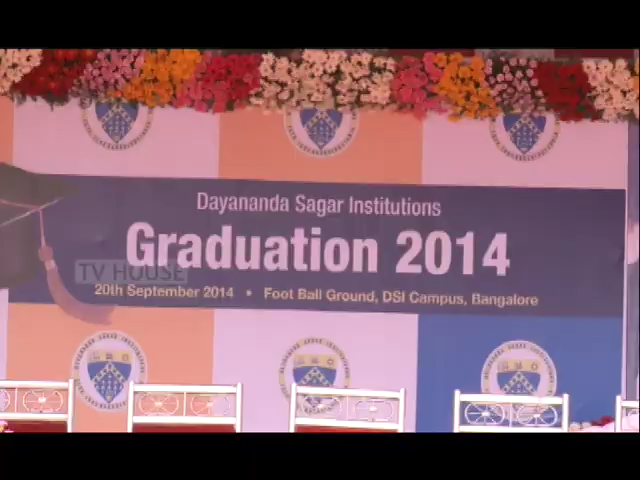 Dayananda Sagar Institutions
Graduation 2014
TV HOUSE
20th September 2014 • Foot Ball Ground, DSI Campus, Bangalore